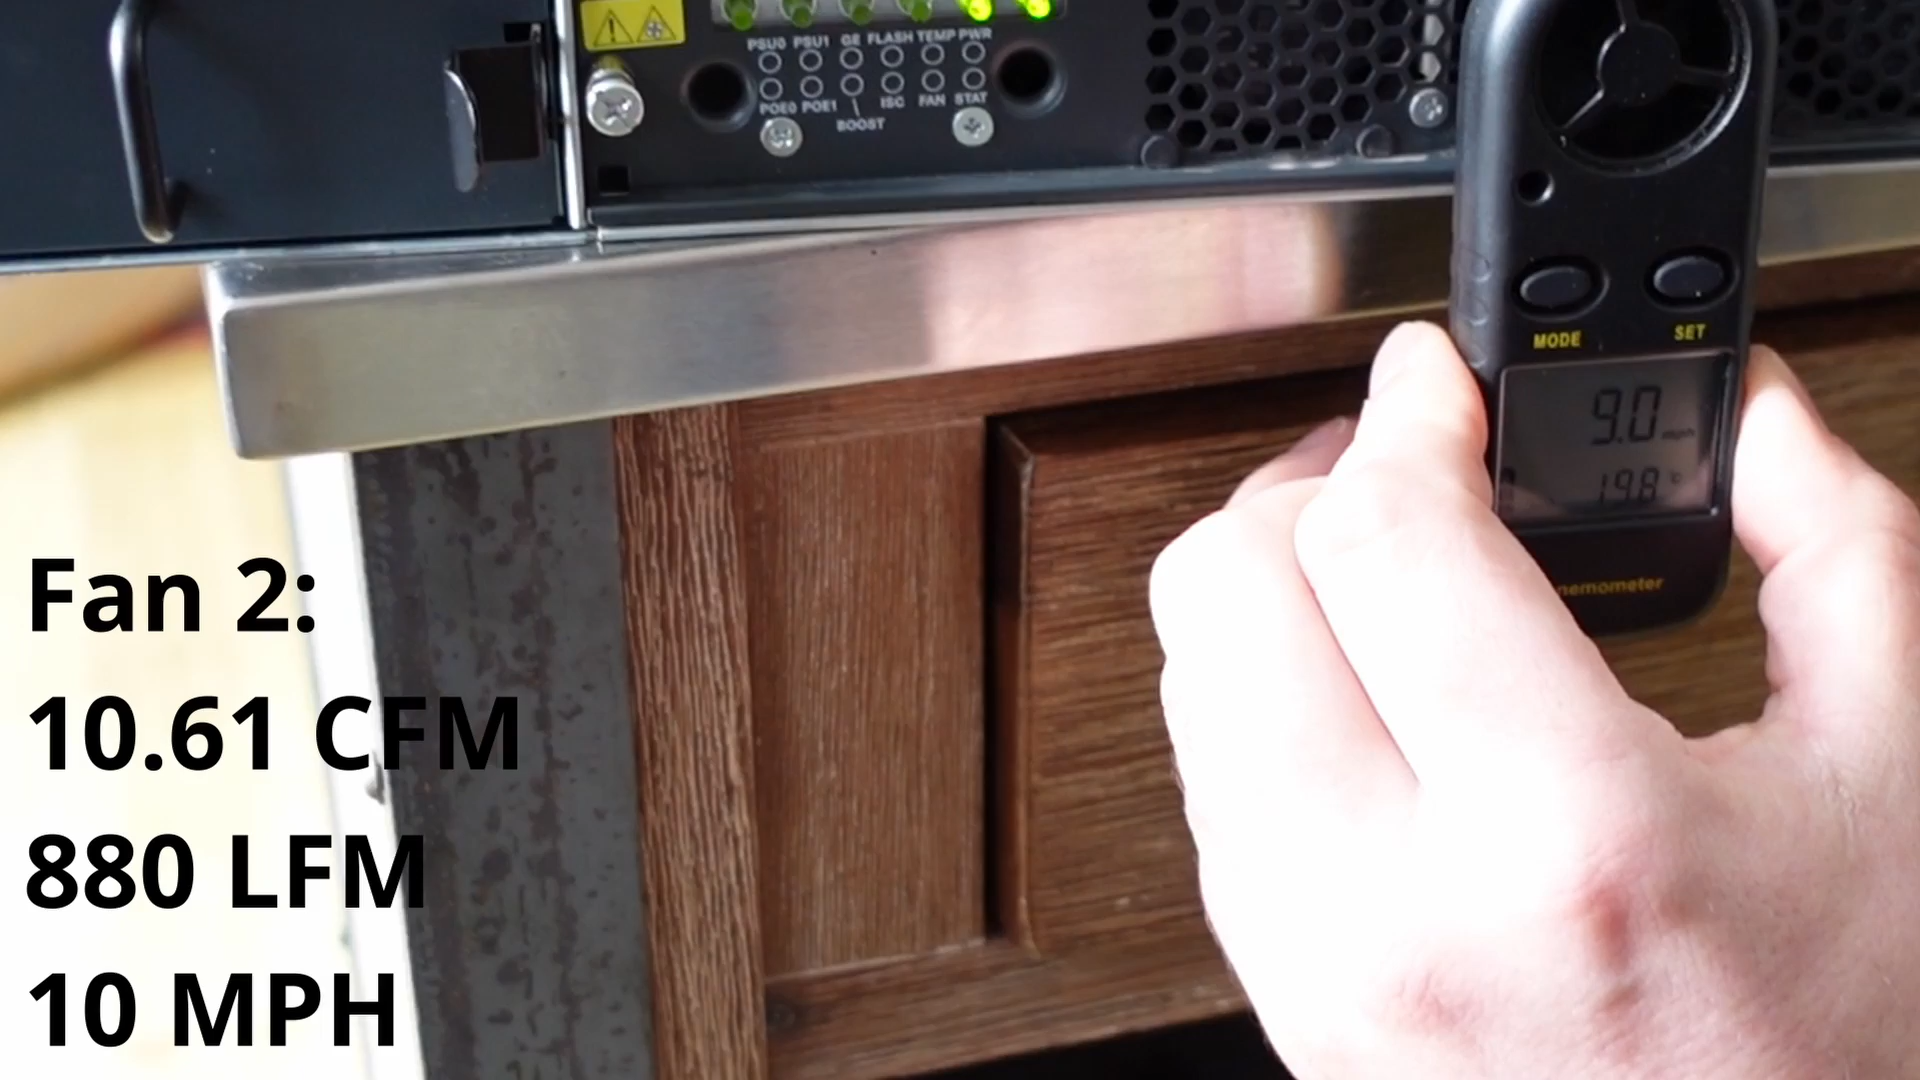 PSU0 PSU1 GE FLASH TEMP PWR
POE0 POE1 ISC FAN STAT
BOOST
MODE SET
9.0 mph
19.8 °C
nemometer
Fan 2:
10.61 CFM
880 LFM
10 MPH